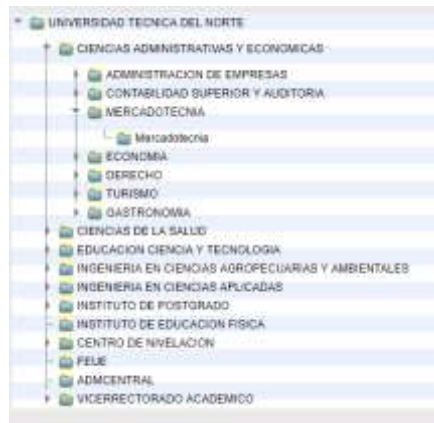 UNIVERSIDAD TECNICA DEL NORTE
CIENCIAS ADMINISTRATIVAS Y ECONOMICAS
ADMINISTRACION DE EMPRESAS
CONTABILIDAD SUPERIOR Y AUDITORIA
MERCADOTECNIA
Mercadotecnia
ECONOMIA
DERECHO
TURISMO
GASTRONOMIA
CIENCIAS DE LA SALUD
EDUCACION CIENCIA Y TECNOLOGIA
INGENIERIA EN CIENCIAS AGROPECUARIAS Y AMBIENTALES
INGENIERIA EN CIENCIAS APLICADAS
INSTITUTO DE POSTGRADO
INSTITUTO DE EDUCACION FISICA
CENTRO DE NIVELACION
FEUE
ADMCENTRAL
VICERRECTORADO ACADEMICO